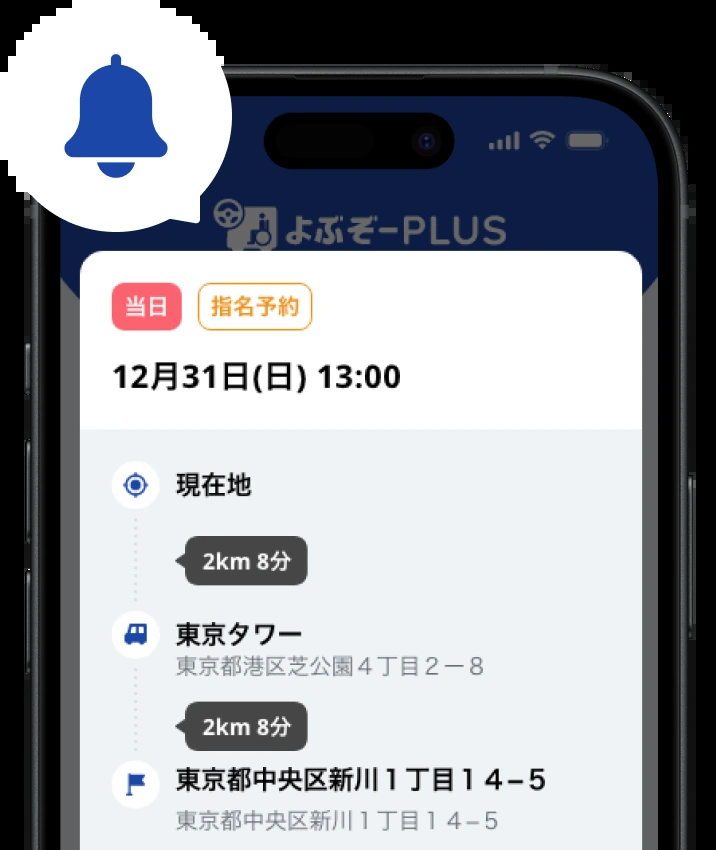 よぶぞーPLUS
当日 指名予約
12月31日(日) 13:00
現在地
2km 8分
東京タワー
東京都港区芝公園４丁目２ー８
2km 8分
東京都中央区新川１丁目１４−５
東京都中央区新川１丁目１４−５